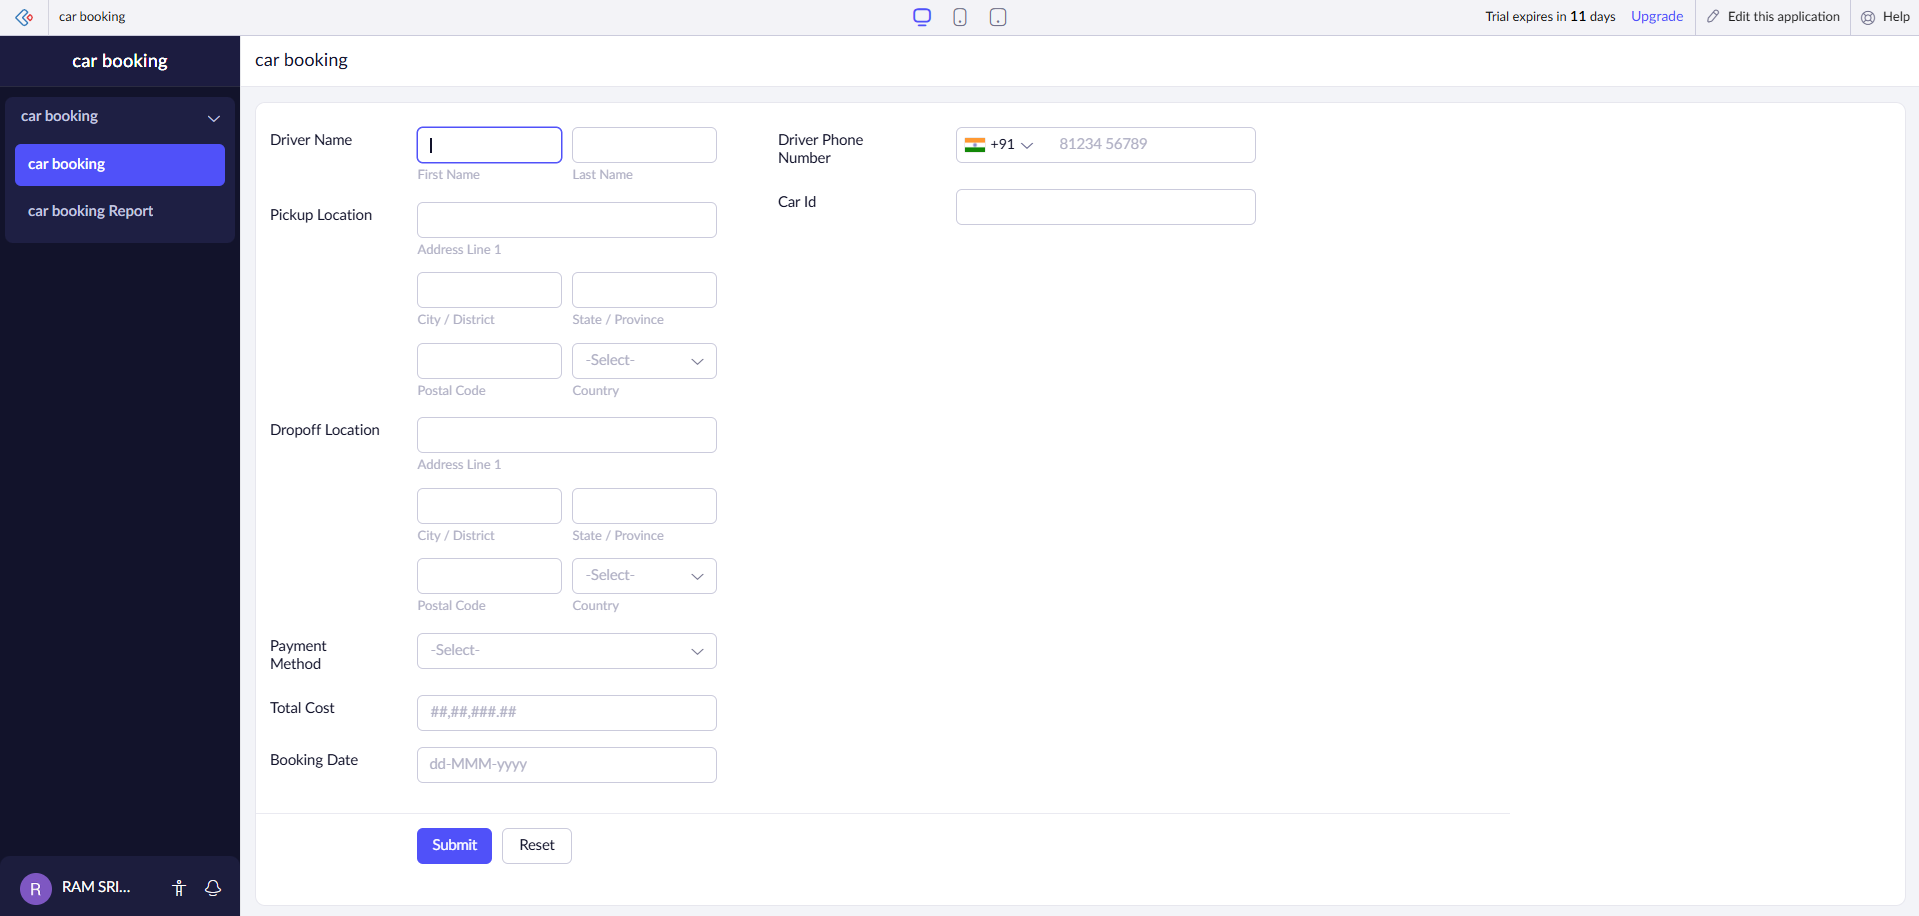 car booking
Trial expires in 11 days Upgrade Edit this application Help
car booking
car booking
car booking
car booking Report
car booking
Driver Name
First Name Last Name
Driver Phone
Number
+91 81234 56789
Car Id
Pickup Location
Address Line 1
City / District State / Province
-Select-
Postal Code Country
Dropoff Location
Address Line 1
City / District State / Province
-Select-
Postal Code Country
Payment
Method
-Select-
Total Cost
##,##,###.##
Booking Date
dd-MMM-yyyy
Submit Reset
R RAM SRI...